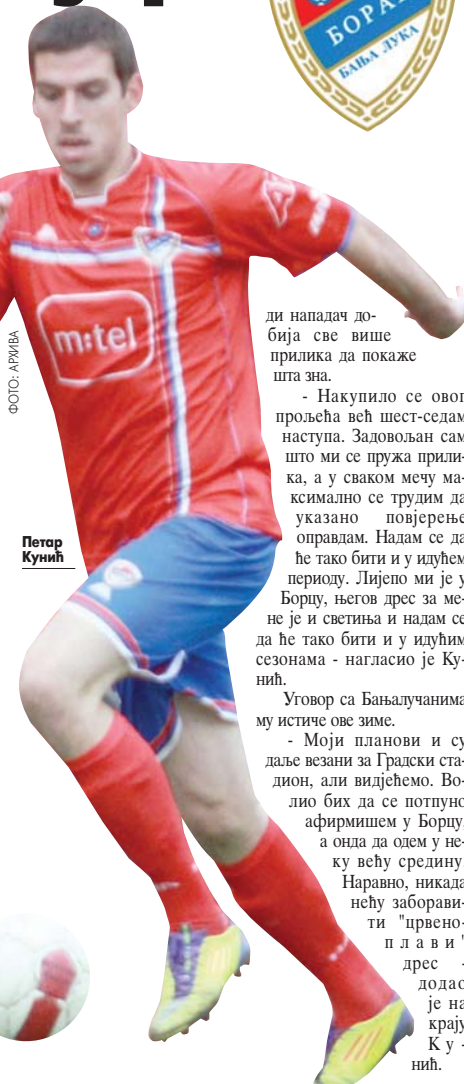 БОРАЦ
БАЊА ЛУКА
m:tel
ФОТО: АРХИВА
Петар
Кунић
ди нападач до-
бија све више
прилика да покаже
шта зна.
- Накупило се овог
прољећа већ шест-седам
наступа. Задовољан сам
што ми се пружа прили-
ка, а у сваком мечу ма-
ксимално се трудим да
указано повјерење
оправдам. Надам се да
ће тако бити и у идућем
периоду. Лијепо ми је у
Борцу, његов дрес за ме-
не је и светиња и надам се
да ће тако бити и у идућим
сезонама - нагласио је Ку-
нић.
Уговор са Бањалучанима
му истиче ове зиме.
- Моји планови и су
даље везани за Градски ста-
дион, али видјећемо. Во-
лио бих да се потпуно
афирмишем у Борцу,
а онда да одем у не-
ку већу средину.
Наравно, никада
нећу заборави-
ти "црвено-
плави"
дрес -
додао
је на
крају
Ку-
нић.